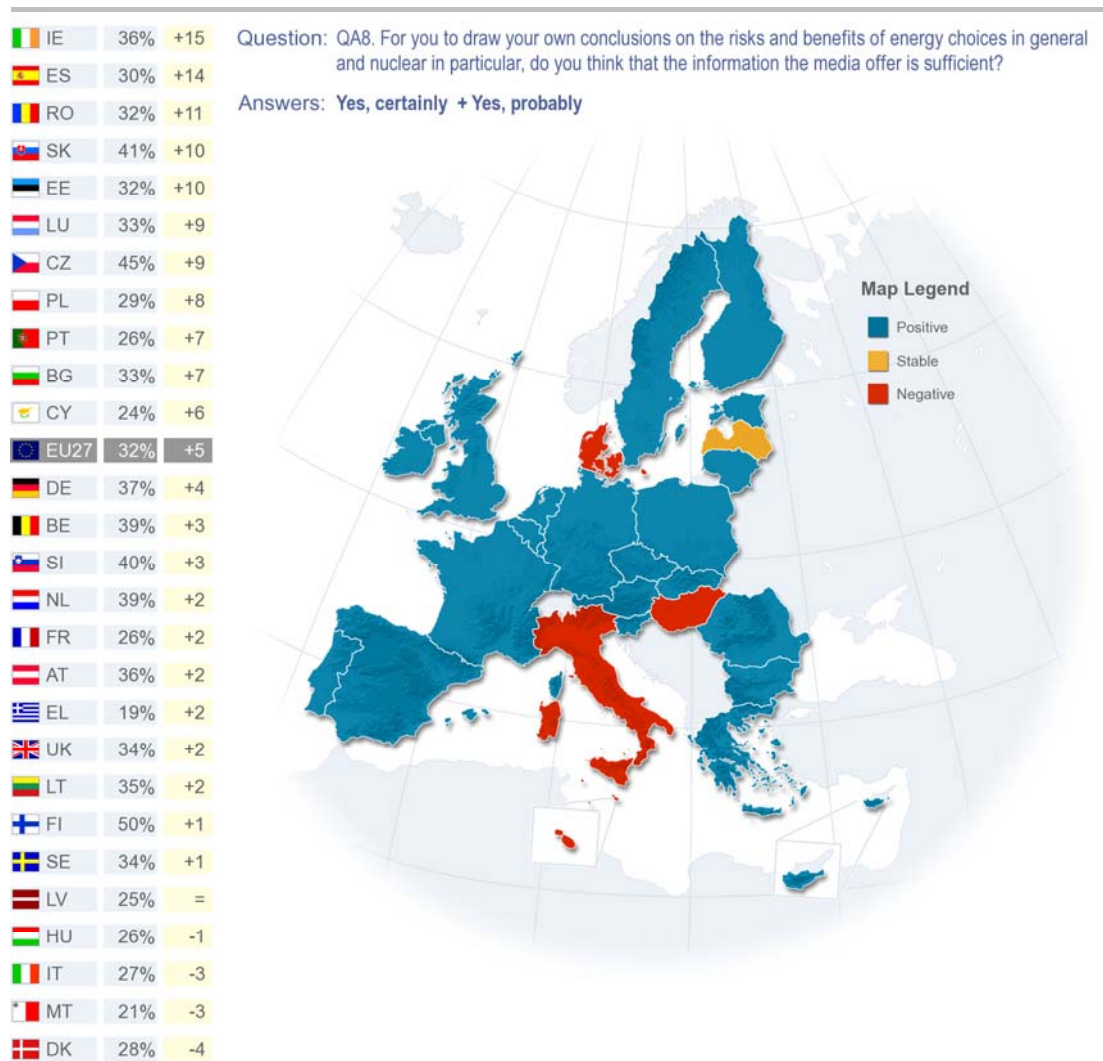 IE 36% +15
ES 30% +14
RO 32% +11
SK 41% +10
EE 32% +10
LU 33% +9
CZ 45% +9
PL 29% +8
PT 26% +7
BG 33% +7
CY 24% +6
EU27 32% +5
DE 37% +4
BE 39% +3
SI 40% +3
NL 39% +2
FR 26% +2
AT 36% +2
EL 19% +2
UK 34% +2
LT 35% +2
FI 50% +1
SE 34% +1
LV 25% =
HU 26% -1
IT 27% -3
MT 21% -3
DK 28% -4
Question: QA8. For you to draw your own conclusions on the risks and benefits of energy choices in general
and nuclear in particular, do you think that the information the media offer is sufficient?
Answers: Yes, certainly + Yes, probably
Map Legend
Positive
Stable
Negative